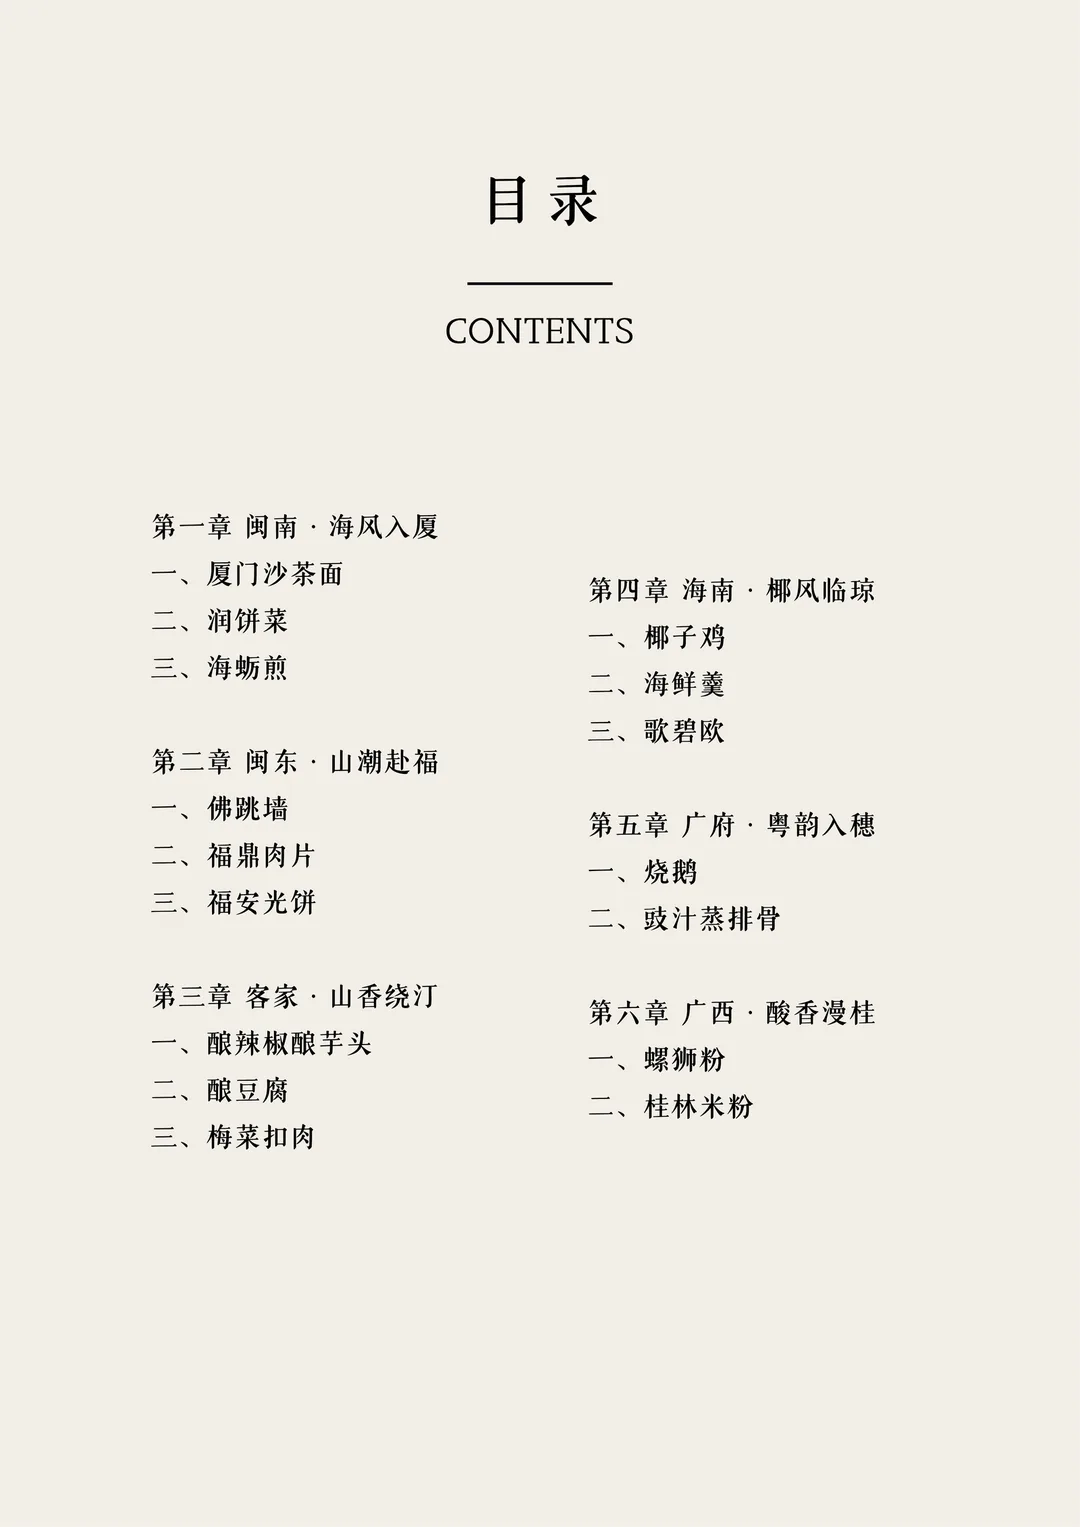 目录
CONTENTS
第一章 闽南·海风入厦
一、厦门沙茶面
二、润饼菜
三、海蛎煎
第二章 闽东·山潮赴福
一、佛跳墙
二、福鼎肉片
三、福安光饼
第三章 客家·山香绕汀
一、酿辣椒酿芋头
二、酿豆腐
三、梅菜扣肉
第四章 海南·椰风临琼
一、椰子鸡
二、海鲜羹
三、歌碧欧
第五章 广府·粤韵入穗
一、烧鹅
二、豉汁蒸排骨
第六章 广西·酸香漫桂
一、螺狮粉
二、桂林米粉